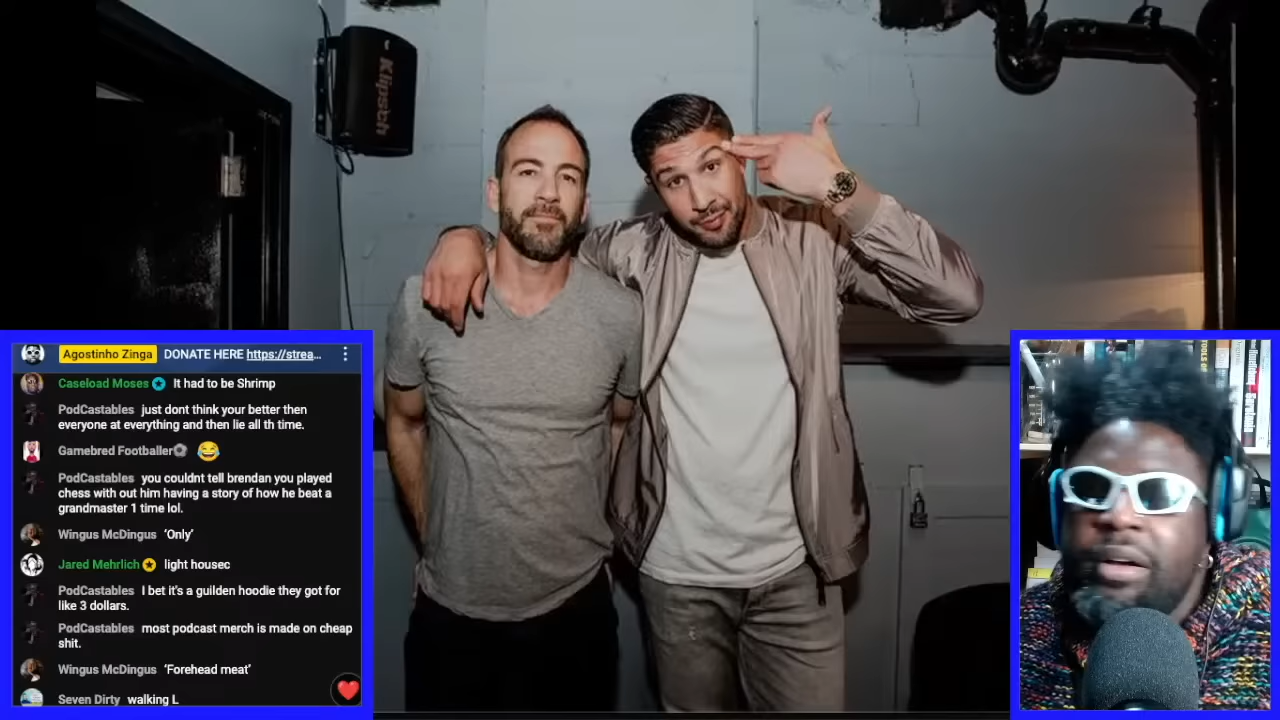 Klipsch
Agostinho Zinga DONATE HERE https://strea...
Caseload Moses It had to be Shrimp
PodCastables just dont think your better then
everyone at everything and then lie all th time.
Gamebred Footballer
PodCastables you couldnt tell brendan you played
chess with out him having a story of how he beat a
grandmaster 1 time lol.
Wingus McDingus ‘Only’
Jared Mehrlich light housec
PodCastables I bet it's a guilden hoodie they got for
like 3 dollars.
PodCastables most podcast merch is made on cheap
shit.
Wingus McDingus ‘Forehead meat’
Seven Dirty walking L